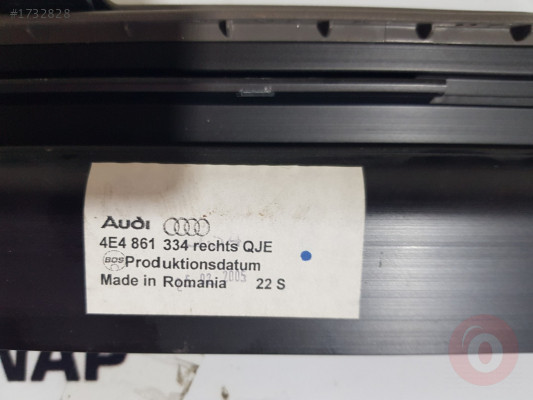 #1732828
Audi
4E4 861 334 rechts QJE
BOS Produktionsdatum
Made in Romania 22 S
NAP